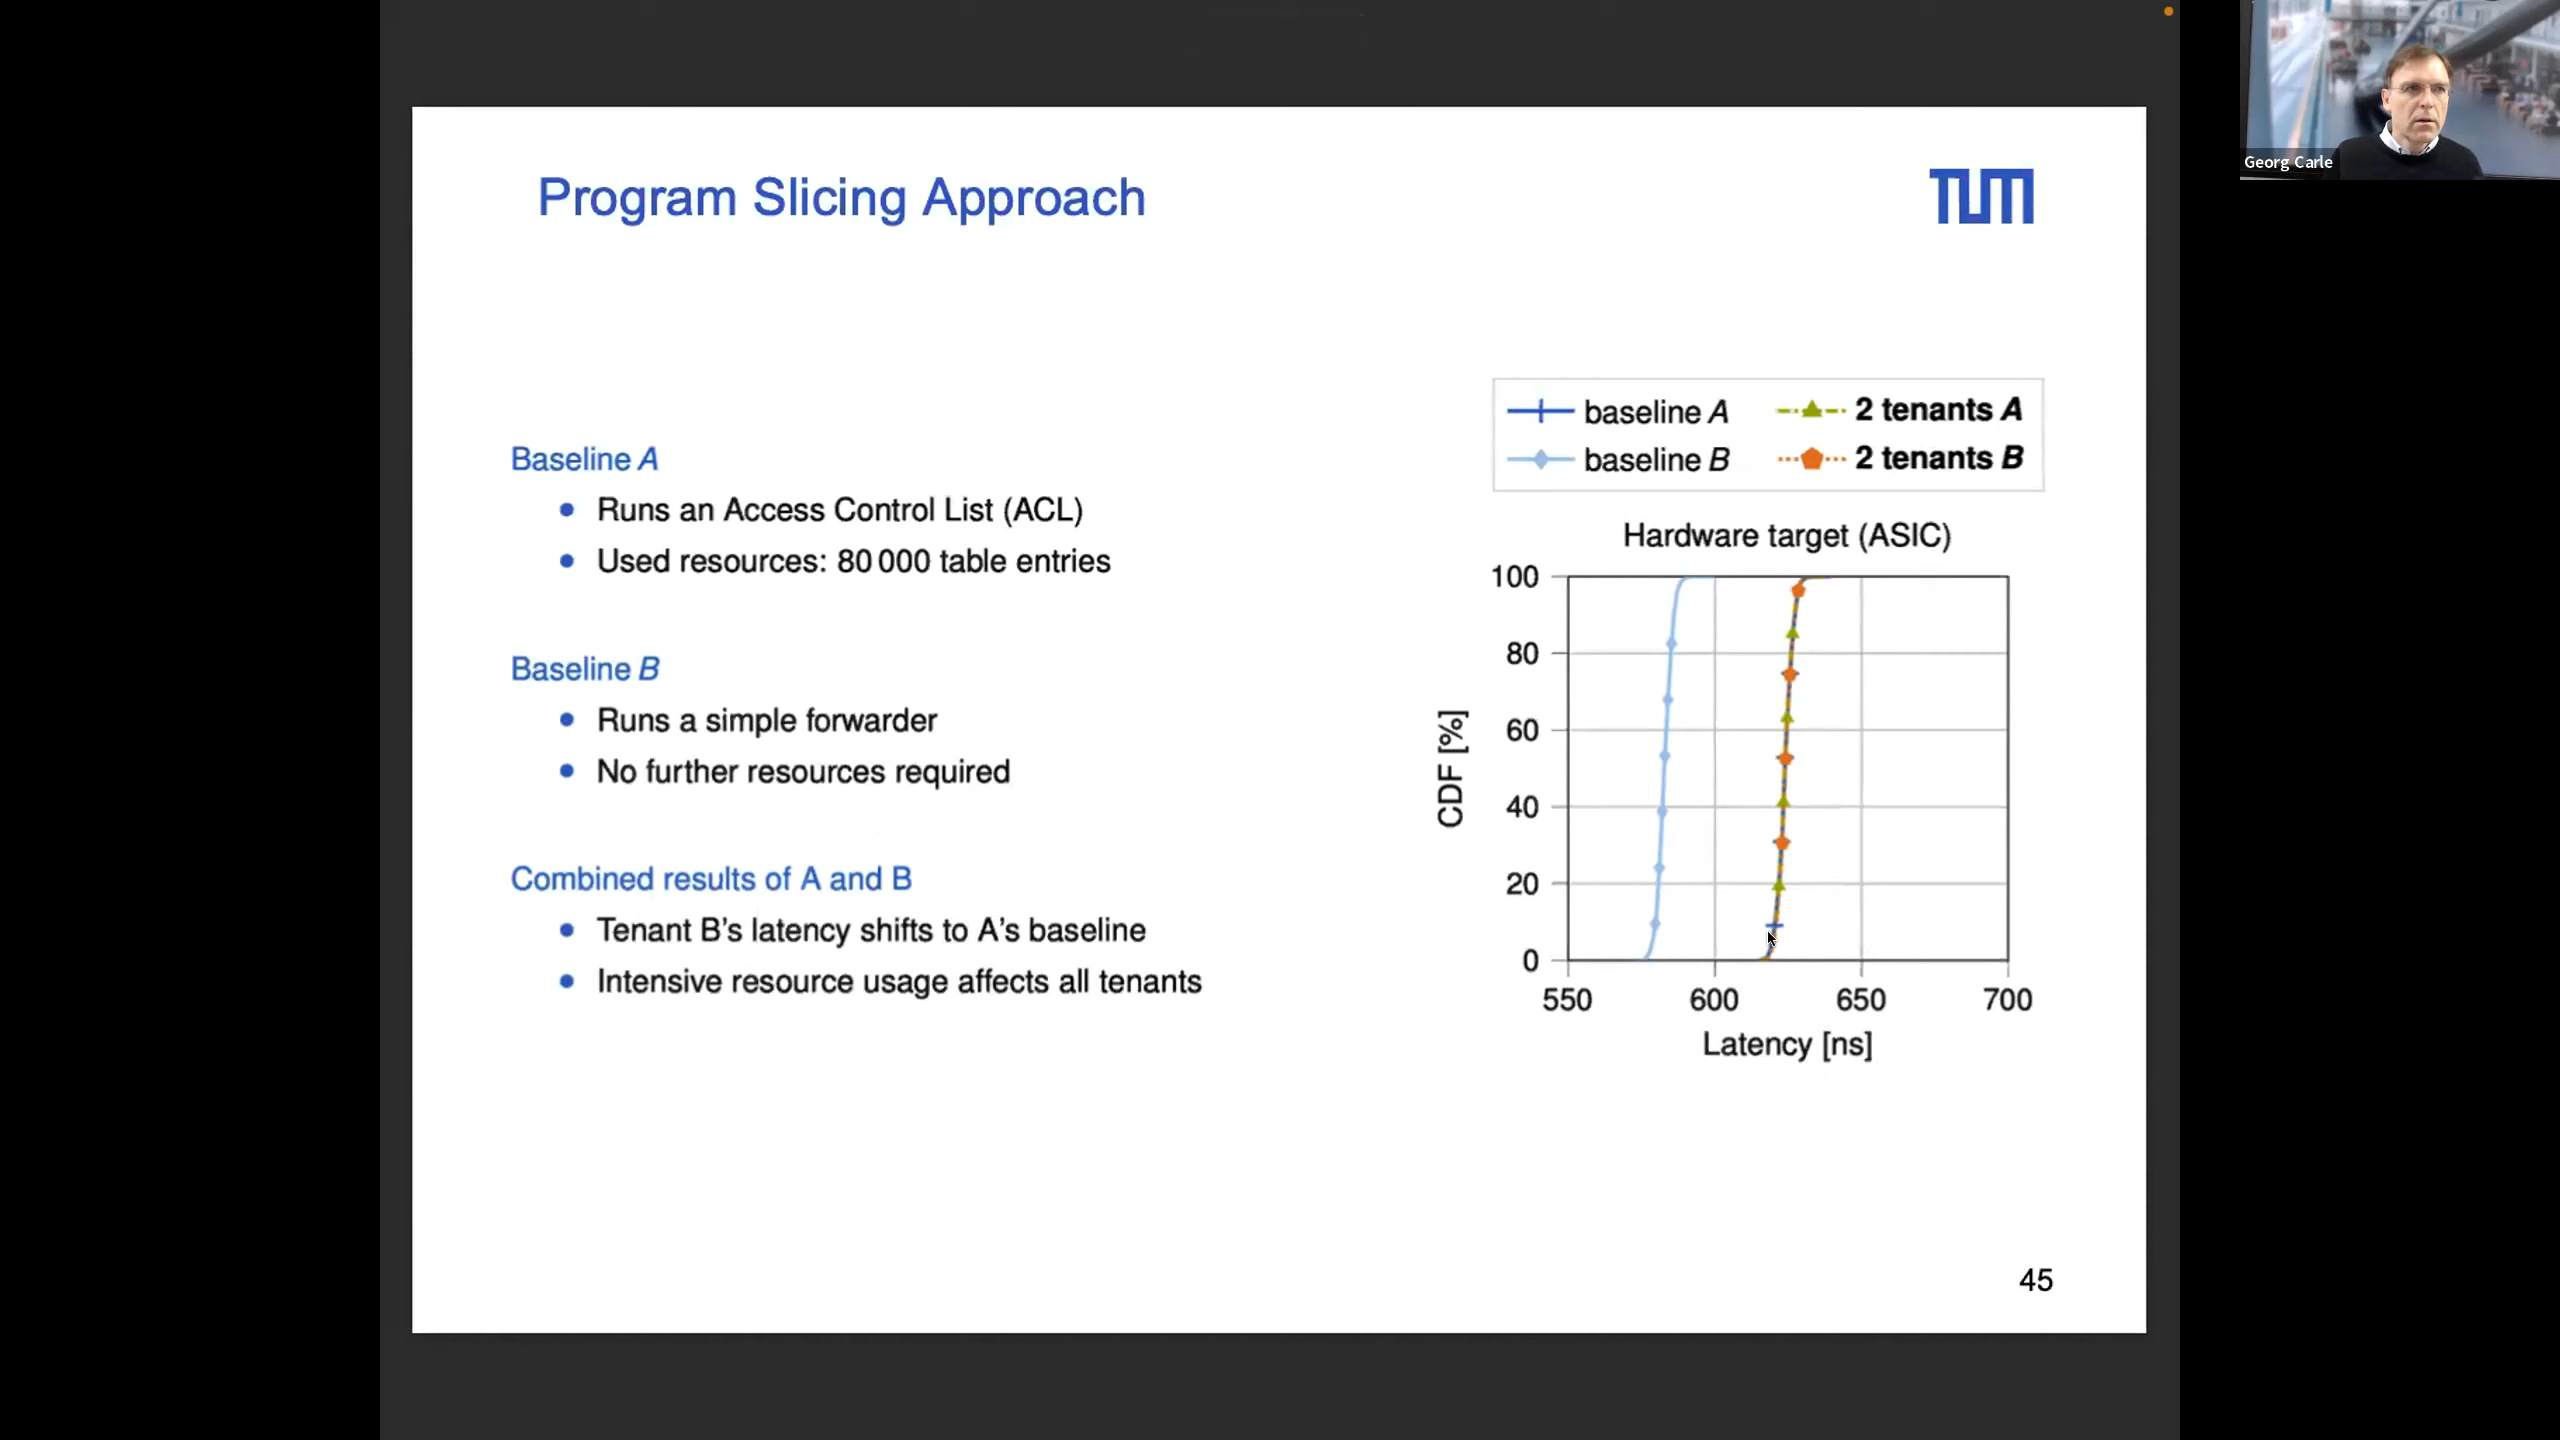 Georg Carle
Program Slicing Approach
TUM
Baseline A
Runs an Access Control List (ACL)
Used resources: 80 000 table entries
Baseline B
Runs a simple forwarder
No further resources required
Combined results of A and B
Tenant B's latency shifts to A's baseline
Intensive resource usage affects all tenants
baseline A
2 tenants A
baseline B
2 tenants B
Hardware target (ASIC)
CDF [%]
100
80
60
40
20
0
550 600 650 700
Latency [ns]
45